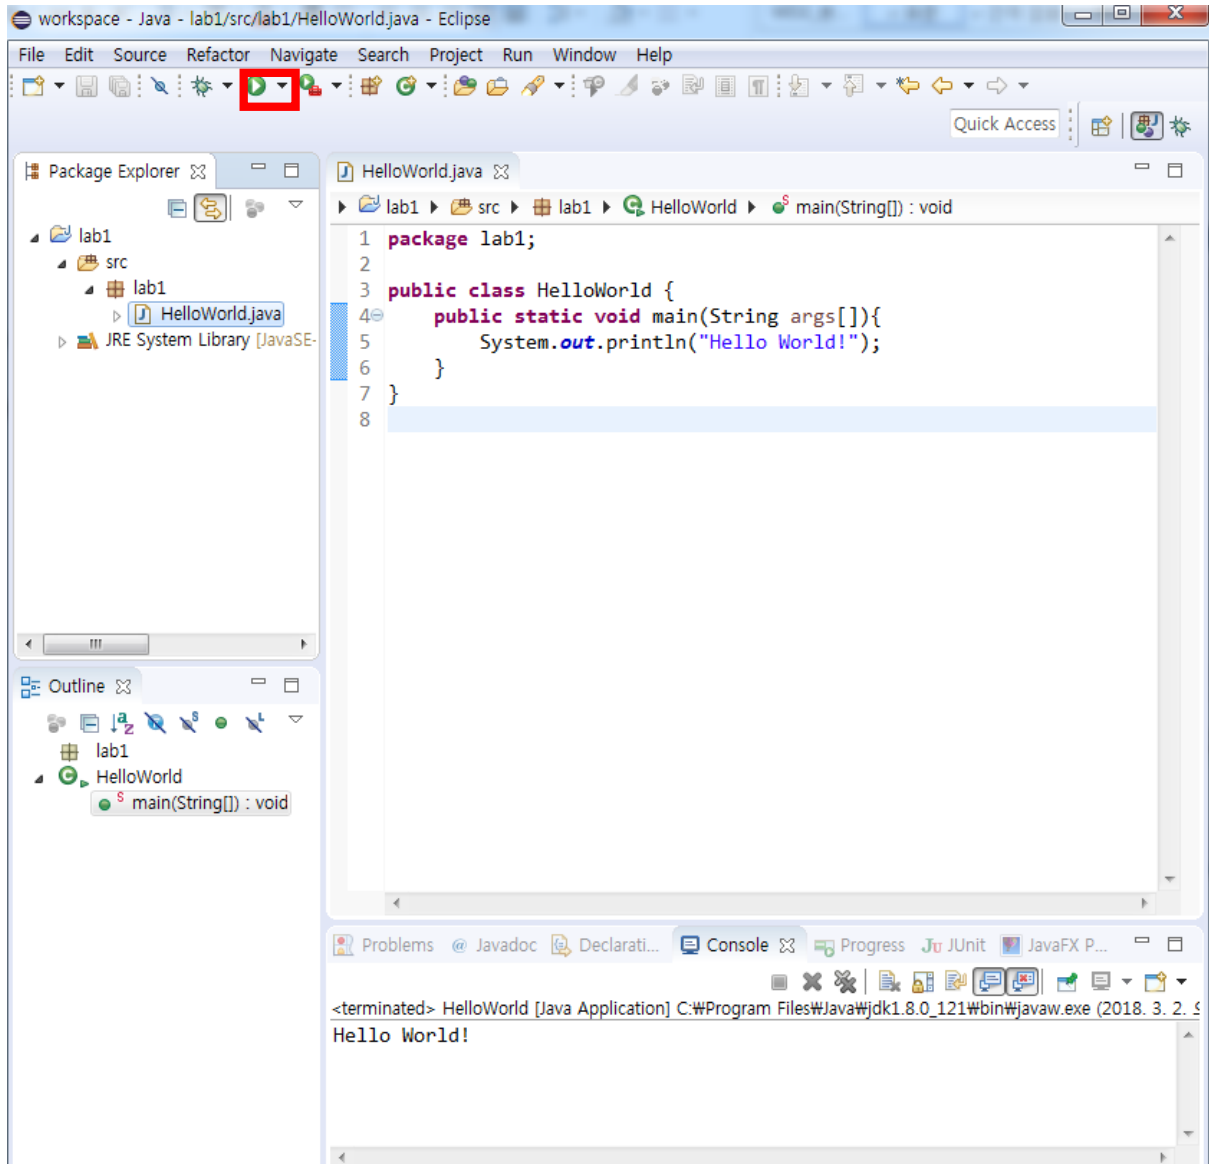 workspace - Java - lab1/src/lab1/HelloWorld.java - Eclipse
File Edit Source Refactor Navigate Search Project Run Window Help
Quick Access
Package Explorer
lab1
src
lab1
HelloWorld.java
JRE System Library [JavaSE-
HelloWorld.java
lab1 src lab1 HelloWorld main(String[]) : void
1 package lab1;
2
3 public class HelloWorld {
4 public static void main(String args[]){
5 System.out.println("Hello World!");
6 }
7 }
8
Outline
lab1
HelloWorld
main(String[]) : void
Problems @ Javadoc Declarati... Console Progress JUnit JavaFX P...
<terminated> HelloWorld [Java Application] C:₩Program Files₩Java₩jdk1.8.0_121₩bin₩javaw.exe (2018. 3. 2.
Hello World!